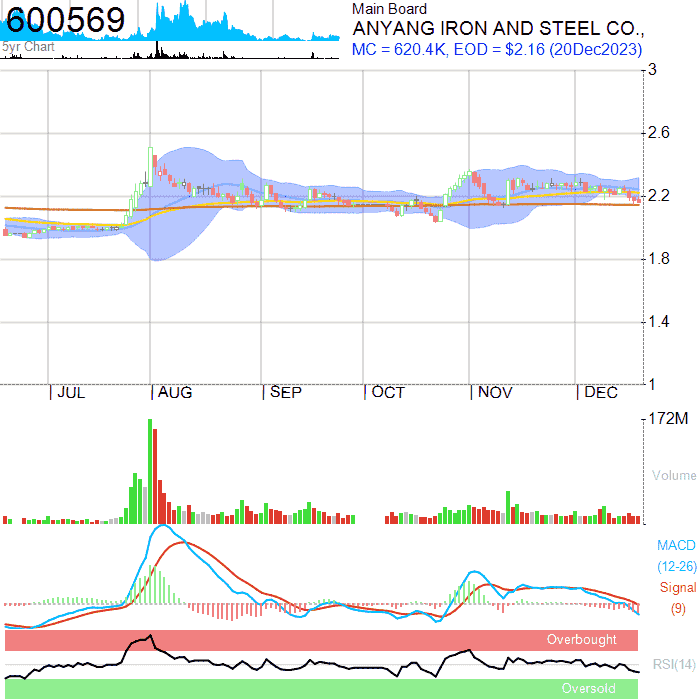 600569
5yr Chart
Main Board
ANYANG IRON AND STEEL CO.,
MC = 620.4K, EOD = $2.16 (20Dec2023)
3
2.6
2.2
1.8
1.4
1
JUL AUG SEP OCT NOV DEC
172M
Volume
MACD
(12-26)
Signal
(9)
Overbought
RSI(14)
Oversold